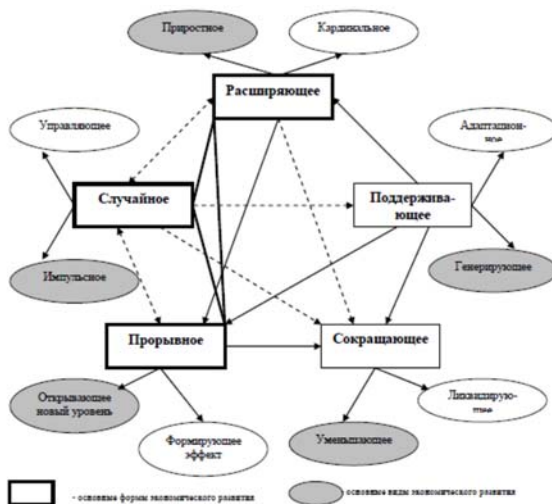 Приростное
Кардинальное
Расширяющее
Управляющее
Адаптацион-
ное
Случайное
Поддержива-
ющее
Импульсное
Генерирующее
Прорывное
Сокращающее
Открывающее
новый уровень
Ликвидирую-
щее
Формирующее
эффект
Уменьшающее
- основные формы экономического развития
- основные виды экономического развития